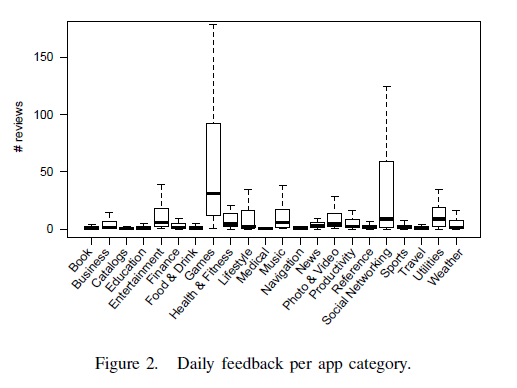 # reviews
150
100
50
0
Book
Business
Catalogs
Education
Entertainment
Finance
Food & Drink
Games
Health & Fitness
Lifestyle
Medical
Music
Navigation
News
Photo & Video
Productivity
Reference
Social Networking
Sports
Travel
Utilities
Weather
Figure 2. Daily feedback per app category.